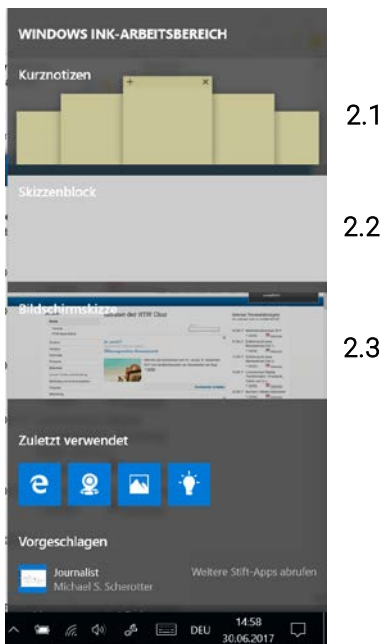 WINDOWS INK-ARBEITSBEREICH
Kurznotizen
2.1
Skizzenblock
2.2
Bildschirmskizze
2.3
Zuletzt verwendet
Vorgeschlagen
Journalist
Michael S. Scherotter
Weitere Stift-Apps abrufen
DEU
14:58
30.06.2017